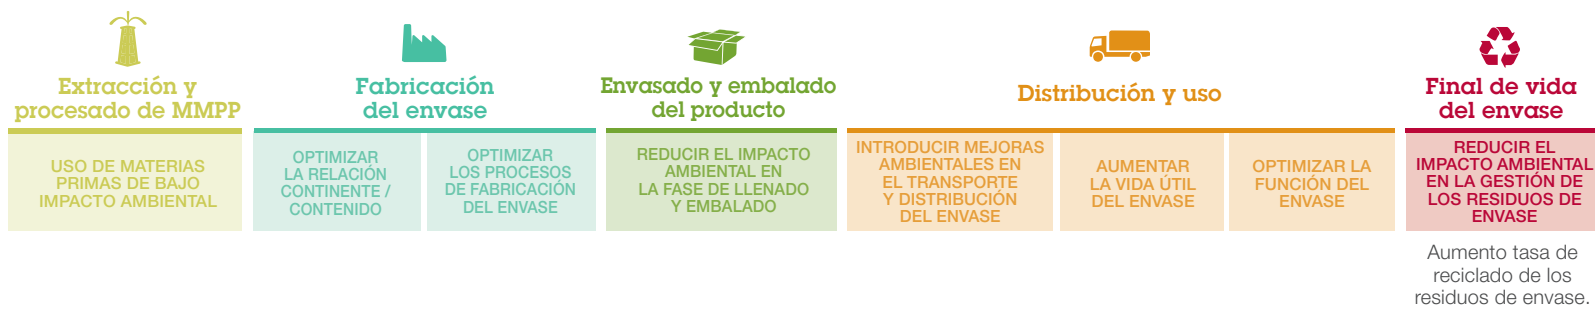 Extracción y
procesado de MMPP
Fabricación
del envase
Envasado y embalado
del producto
Distribución y uso
Final de vida
del envase
USO DE MATERIAS
PRIMAS DE BAJO
IMPACTO AMBIENTAL
OPTIMIZAR
LA RELACIÓN
CONTINENTE /
CONTENIDO
OPTIMIZAR
LOS PROCESOS
DE FABRICACIÓN
DEL ENVASE
REDUCIR EL IMPACTO
AMBIENTAL EN
LA FASE DE LLENADO
Y EMBALADO
INTRODUCIR MEJORAS
AMBIENTALES EN
EL TRANSPORTE
Y DISTRIBUCIÓN
DEL ENVASE
AUMENTAR
LA VIDA ÚTIL
DEL ENVASE
OPTIMIZAR LA
FUNCIÓN DEL
ENVASE
REDUCIR EL
IMPACTO AMBIENTAL
EN LA GESTIÓN DE
LOS RESIDUOS DE
ENVASE
Aumento tasa de
reciclado de los
residuos de envase.